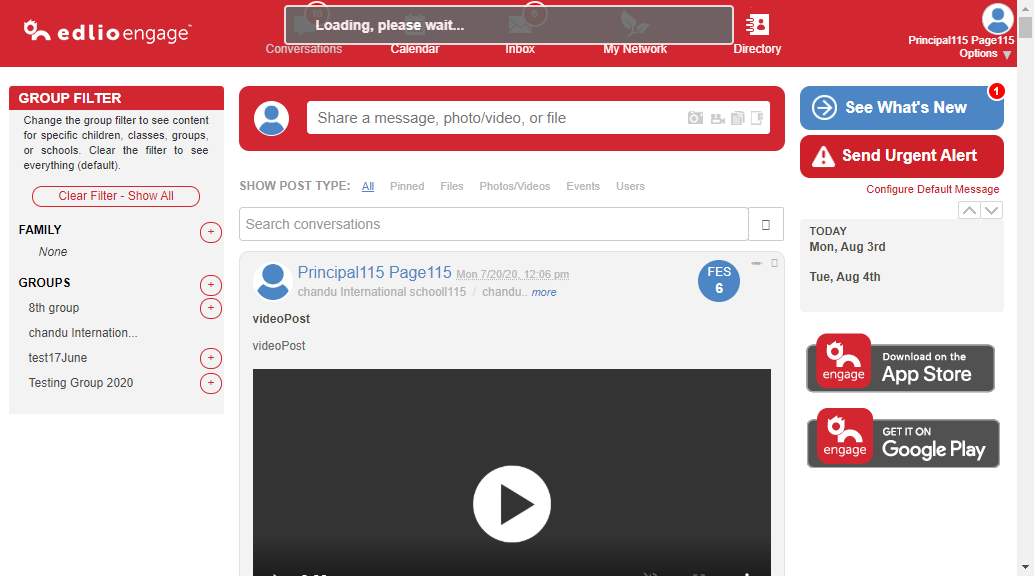 edlio engage
Loading, please wait...
Conversations
Calendar
6
Inbox
My Network
Directory
Principal115 Page115
Options
GROUP FILTER
Change the group filter to see content
for specific children, classes, groups,
or schools. Clear the filter to see
everything (default).
Clear Filter - Show All
FAMILY
None
GROUPS
8th group
chandu Internation...
test17June
Testing Group 2020
Share a message, photo/video, or file
SHOW POST TYPE: All Pinned Files Photos/Videos Events Users
Search conversations
Principal115 Page115 Mon 7/20/20, 12:06 pm
chandu International schooll115 / chandu.. more
FES
6
videoPost
videoPost
See What's New
1
Send Urgent Alert
Configure Default Message
TODAY
Mon, Aug 3rd
Tue, Aug 4th
engage
Download on the
App Store
engage
GET IT ON
Google Play